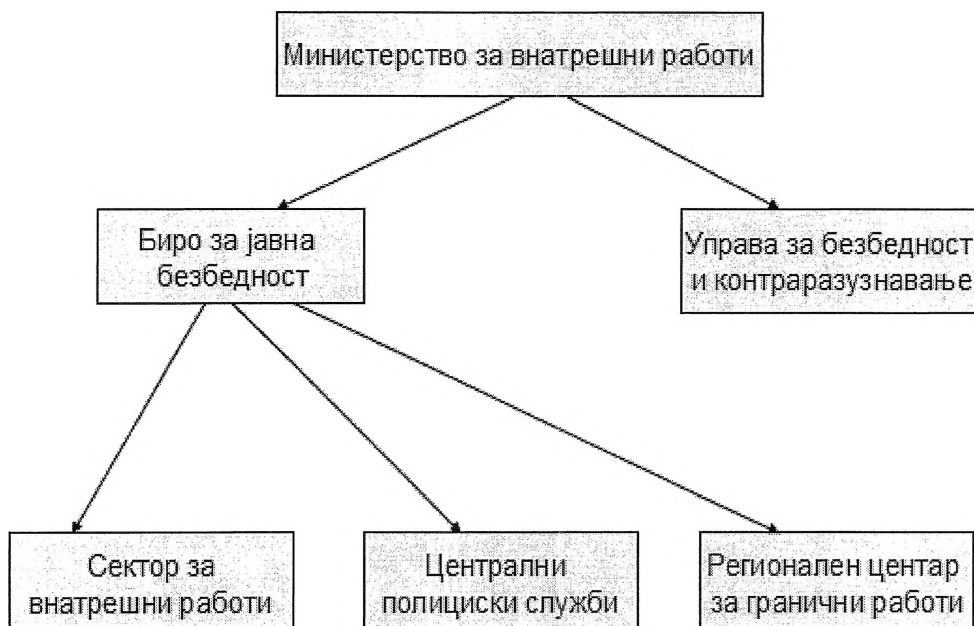 Министерство за внатрешни работи
Биро за јавна
безбедност
Управа за безбедност
и контраразузнавање
Сектор за
внатрешни работи
Централни
полициски служби
Регионален центар
за гранични работи